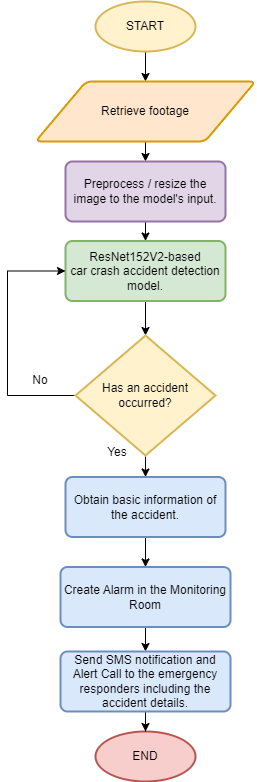 START
Retrieve footage
Preprocess / resize the
image to the model's input.
ResNet152V2-based
car crash accident detection
model.
Has an accident
occurred?
No
Yes
Obtain basic information of
the accident.
Create Alarm in the Monitoring
Room
Send SMS notification and
Alert Call to the emergency
responders including the
accident details.
END